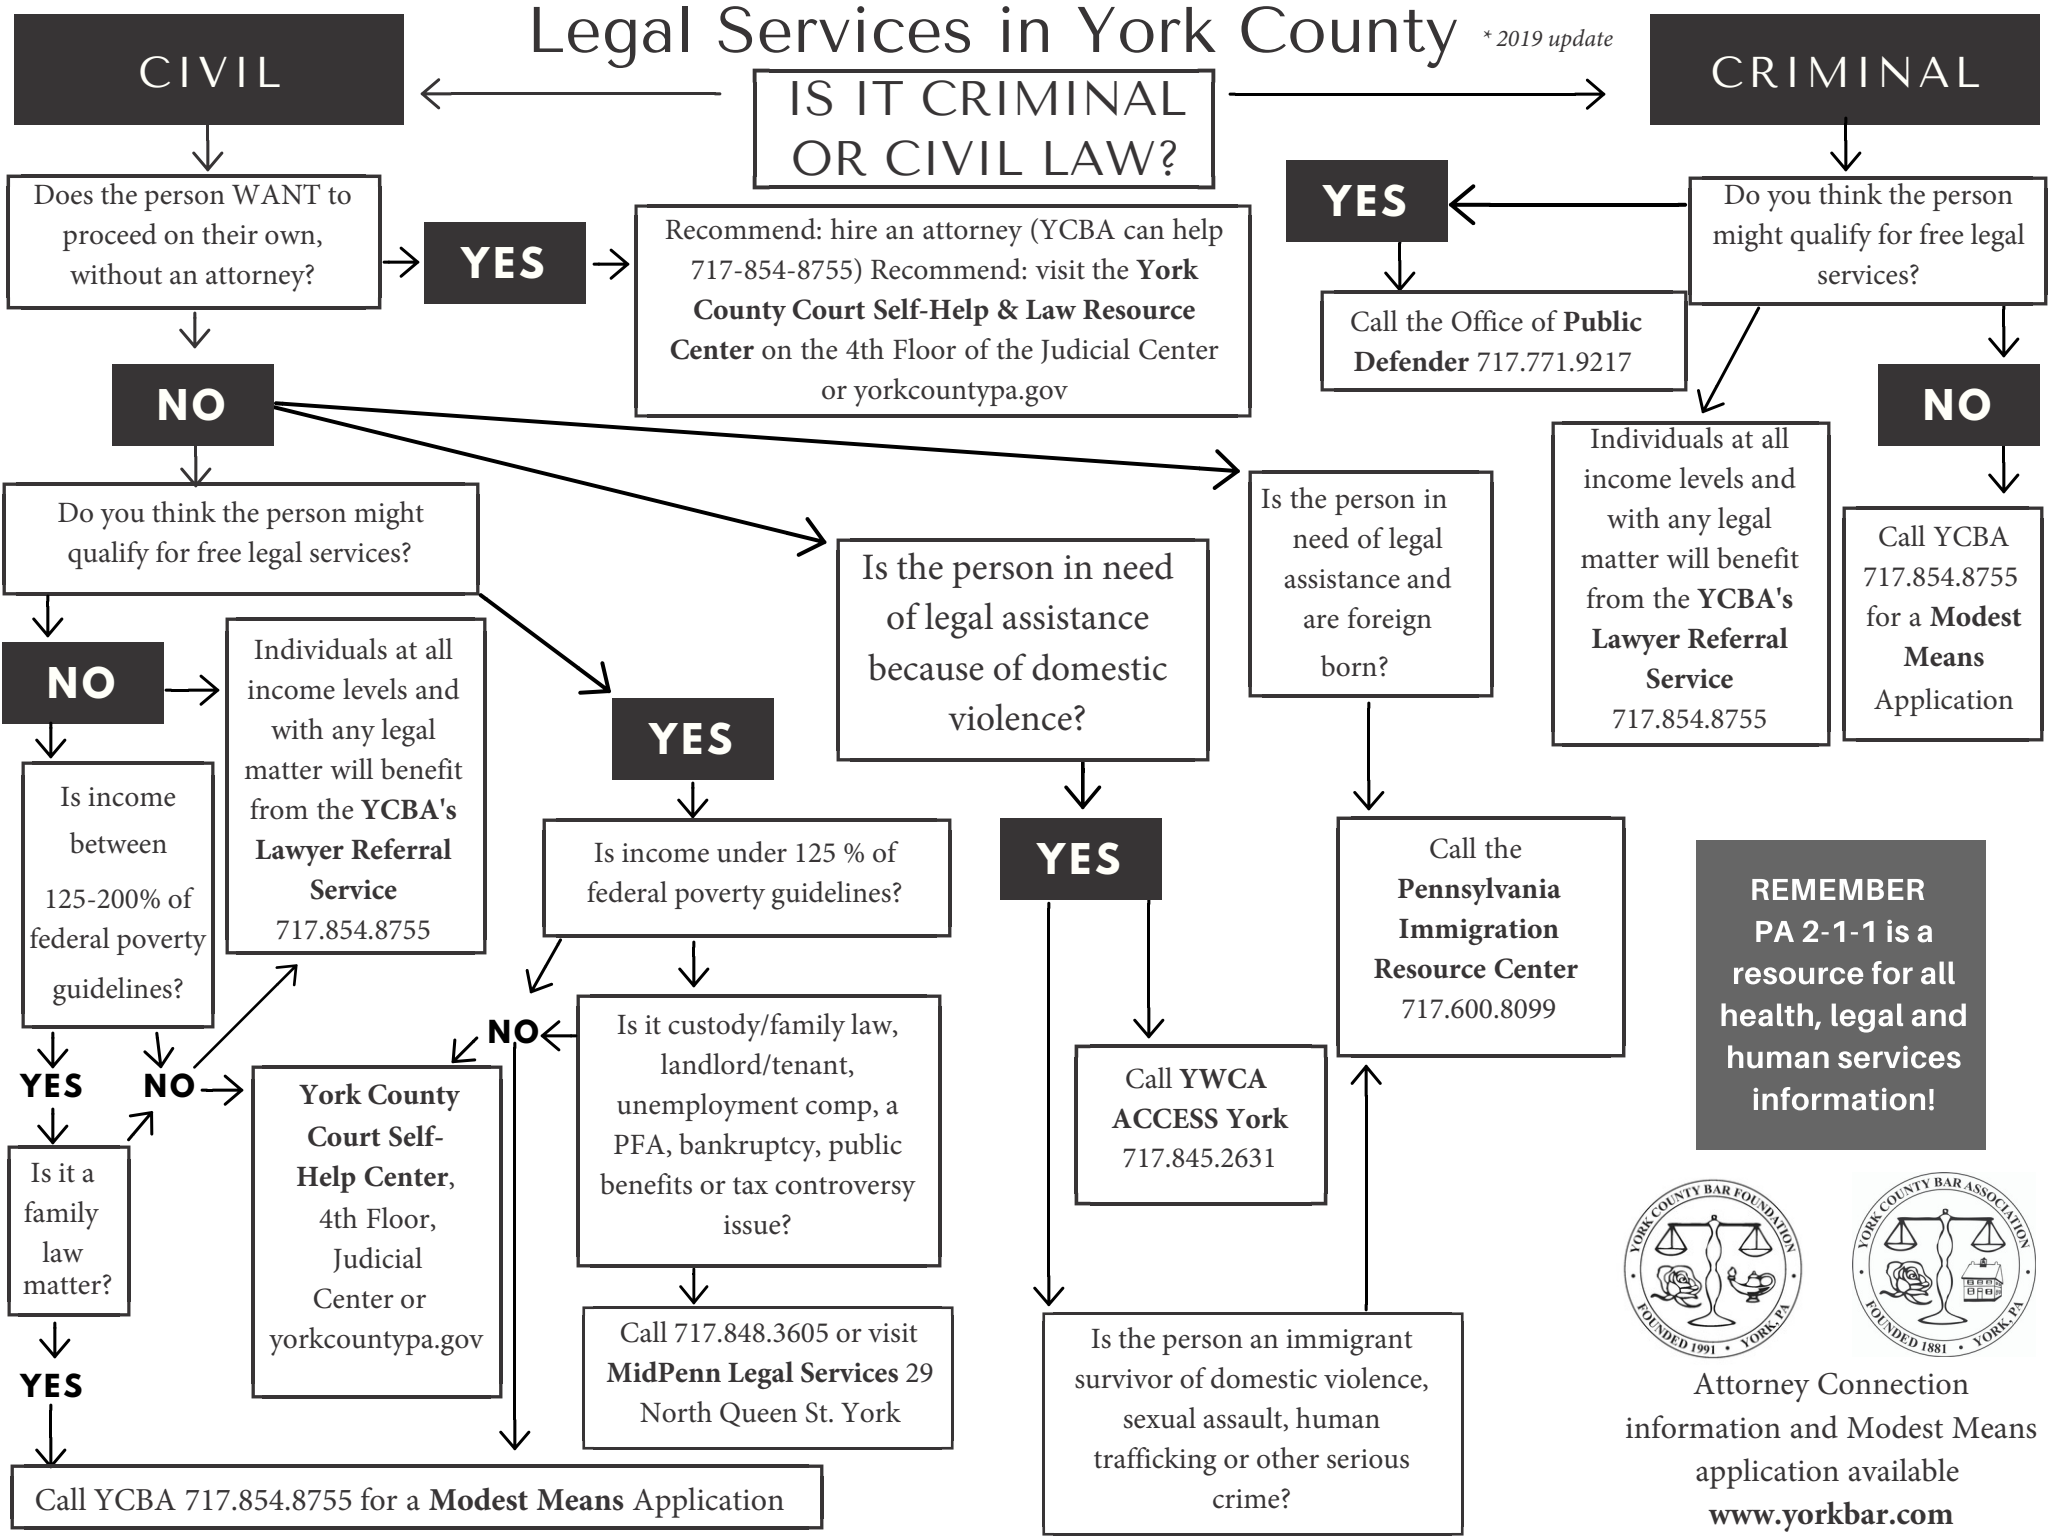 Legal Services in York County
* 2019 update
CIVIL
IS IT CRIMINAL
OR CIVIL LAW?
CRIMINAL
Does the person WANT to
proceed on their own,
without an attorney?
YES
Recommend: hire an attorney (YCBA can help
717-854-8755) Recommend: visit the York
County Court Self-Help & Law Resource
Center on the 4th Floor of the Judicial Center
or yorkcountypa.gov
YES
Do you think the person
might qualify for free legal
services?
Call the Office of Public
Defender 717.771.9217
NO
NO
Individuals at all
income levels and
with any legal
matter will benefit
from the YCBA's
Lawyer Referral
Service
717.854.8755
Call YCBA
717.854.8755
for a Modest
Means
Application
Do you think the person might
qualify for free legal services?
Is the person in need
of legal assistance
because of domestic
violence?
Is the person in
need of legal
assistance and
are foreign
born?
NO
Individuals at all
income levels and
with any legal
matter will benefit
from the YCBA's
Lawyer Referral
Service
717.854.8755
YES
Is income
between
125-200% of
federal poverty
guidelines?
Is income under 125 % of
federal poverty guidelines?
YES
Call the
Pennsylvania
Immigration
Resource Center
717.600.8099
REMEMBER
PA 2-1-1 is a
resource for all
health, legal and
human services
information!
YES
NO
NO
Is it custody/family law,
landlord/tenant,
unemployment comp, a
PFA, bankruptcy, public
benefits or tax controversy
issue?
Call YWCA
ACCESS York
717.845.2631
York County
Court Self-
Help Center,
4th Floor,
Judicial
Center or
yorkcountypa.gov
Is it a
family
law
matter?
YES
Call 717.848.3605 or visit
MidPenn Legal Services 29
North Queen St. York
Is the person an immigrant
survivor of domestic violence,
sexual assault, human
trafficking or other serious
crime?
YORK COUNTY BAR FOUNDATION
FOUNDED 1991 • YORK, PA
YORK COUNTY BAR ASSOCIATION
FOUNDED 1881 • YORK, PA
Call YCBA 717.854.8755 for a Modest Means Application
Attorney Connection
information and Modest Means
application available
www.yorkbar.com